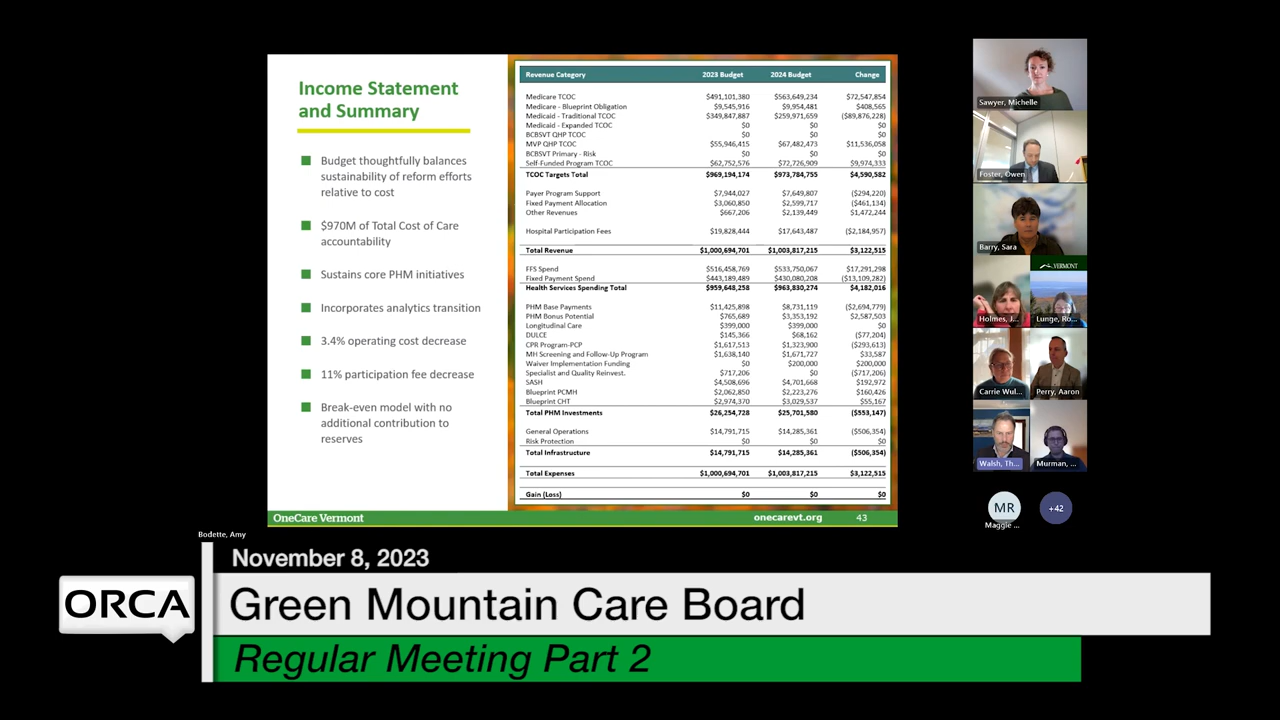 Income Statement
and Summary
Budget thoughtfully balances
sustainability of reform efforts
relative to cost
$970M of Total Cost of Care
accountability
Sustains core PHM initiatives
Incorporates analytics transition
3.4% operating cost decrease
11% participation fee decrease
Break-even model with no
additional contribution to
reserves
Revenue Category 2023 Budget 2024 Budget Change
Medicare TCOC $491,101,380 $563,649,234 $72,547,854
Medicare - Blueprint Obligation $9,545,916 $9,954,481 $408,565
Medicaid - Traditional TCOC $349,847,887 $259,971,659 ($89,876,228)
Medicaid - Expanded TCOC $0 $0 $0
BCBSVT QHP TCOC $0 $0 $0
MVP QHP TCOC $55,946,415 $67,482,473 $11,536,058
BCBSVT Primary - Risk $0 $0 $0
Self-Funded Program TCOC $62,752,576 $72,726,909 $9,974,333
TCOC Targets Total $969,194,174 $973,784,755 $4,590,582
Payer Program Support $7,944,027 $7,649,807 ($294,220)
Fixed Payment Allocation $3,060,850 $2,599,717 ($461,134)
Other Revenues $667,206 $2,139,449 $1,472,244
Hospital Participation Fees $19,828,444 $17,643,487 ($2,184,957)
Total Revenue $1,000,694,701 $1,003,817,215 $3,122,515
FFS Spend $516,458,769 $533,750,067 $17,291,298
Fixed Payment Spend $443,189,489 $430,080,208 ($13,109,282)
Health Services Spending Total $959,648,258 $963,830,274 $4,182,016
PHM Base Payments $11,425,898 $8,731,119 ($2,694,779)
PHM Bonus Potential $765,689 $3,353,192 $2,587,503
Longitudinal Care $399,000 $399,000 $0
DULCE $145,366 $68,162 ($77,204)
CPR Program-PCP $1,617,513 $1,323,900 ($293,613)
MH Screening and Follow-Up Program $1,638,140 $1,671,727 $33,587
Waiver Implementation Funding $0 $200,000 $200,000
Specialist and Quality Reinvest. $717,206 $0 ($717,206)
SASH $4,508,696 $4,701,668 $192,972
Blueprint PCMH $2,062,850 $2,223,276 $160,426
Blueprint CHT $2,974,370 $3,029,537 $55,167
Total PHM Investments $26,254,728 $25,701,580 ($553,147)
General Operations $14,791,715 $14,285,361 ($506,354)
Risk Protection $0 $0 $0
Total Infrastructure $14,791,715 $14,285,361 ($506,354)
Total Expenses $1,000,694,701 $1,003,817,215 $3,122,515
Gain (Loss) $0 $0 $0
OneCare Vermont onecarevt.org 43
Sawyer, Michelle
Foster, Owen
Barry, Sara
VERMONT
Holmes, J... Lunge, Ro...
Carrie Wul... Perry, Aaron
Walsh, Th... Murman, ...
MR +42
Maggie ...
Bodette, Amy
November 8, 2023
ORCA
Green Mountain Care Board
Regular Meeting Part 2